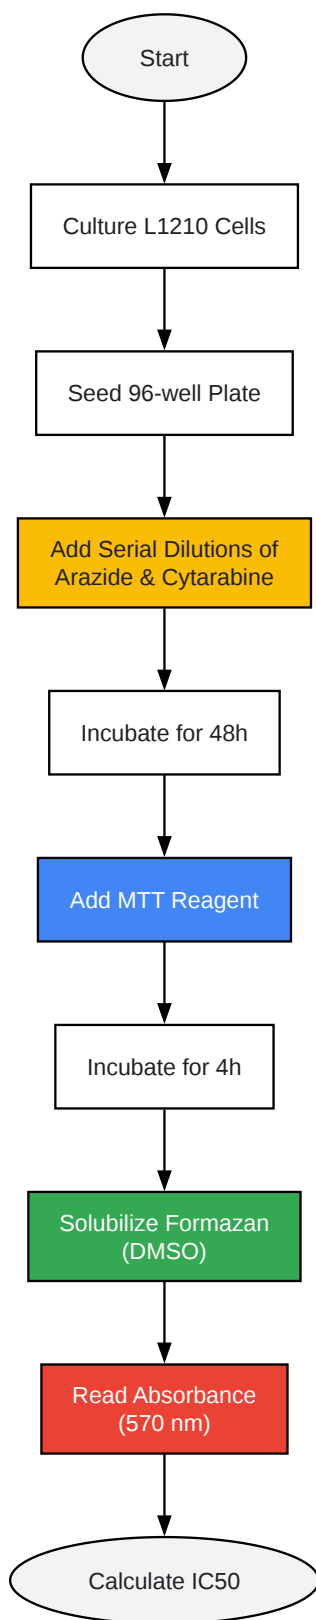 Start
Culture L1210 Cells
Seed 96-well Plate
Add Serial Dilutions of
Arazide & Cytarabine
Incubate for 48h
Add MTT Reagent
Incubate for 4h
Solubilize Formazan
(DMSO)
Read Absorbance
(570 nm)
Calculate IC50